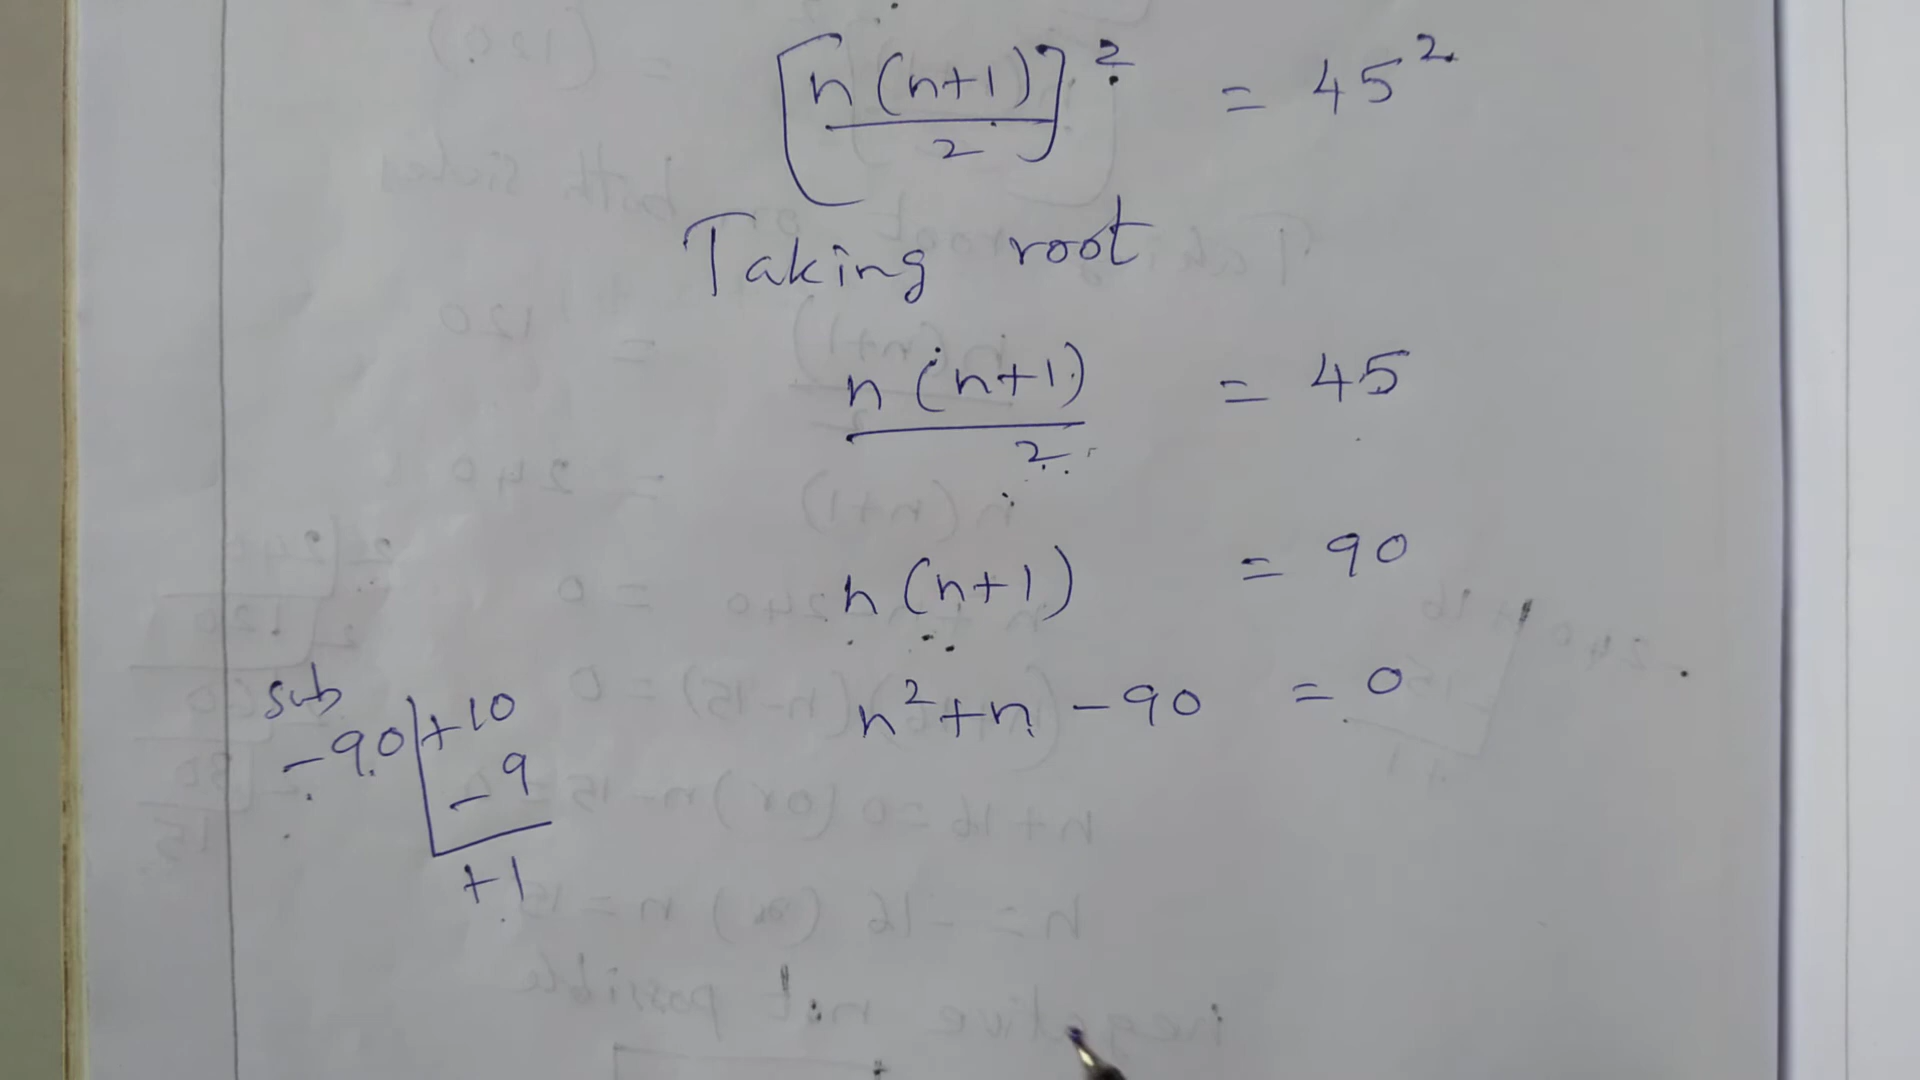 [n(n+1)/2]² = 45²
Taking root
n(n+1)/2 = 45
n(n+1) = 90
n²+n-90 = 0
sub
-90 | +10
-9
+1